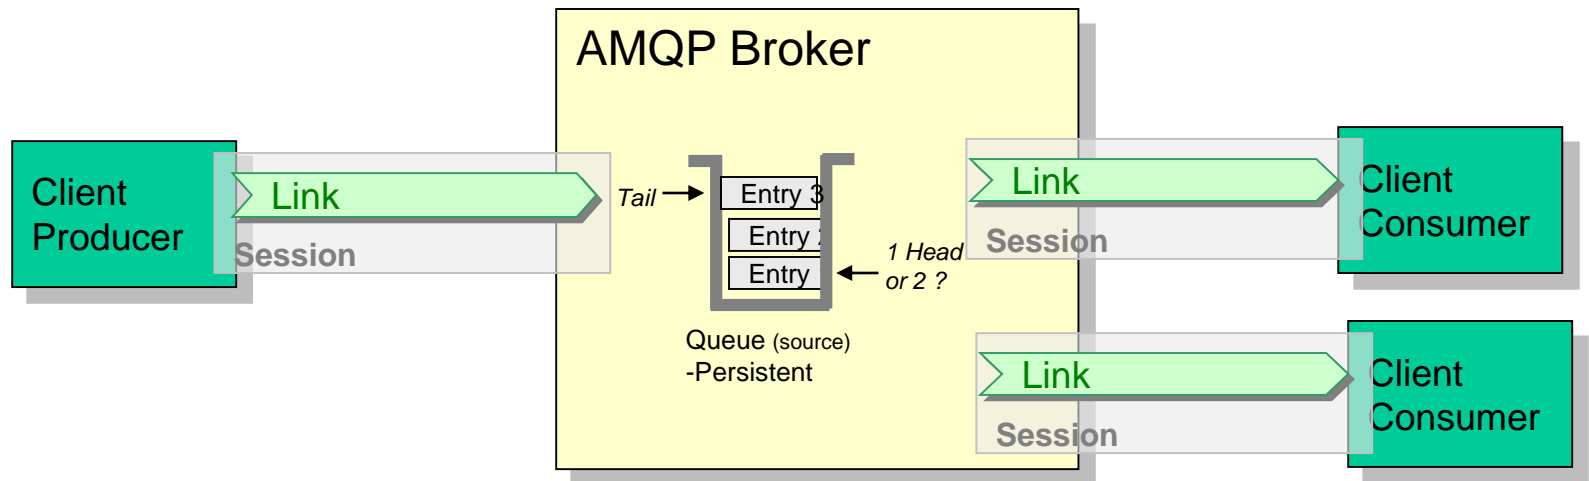 AMQP Broker
Client
Producer
Link
Session
Tail
Entry 3
Entry 2
Entry
1 Head
or 2 ?
Queue (source)
-Persistent
Link
Session
Client
Consumer
Link
Session
Client
Consumer